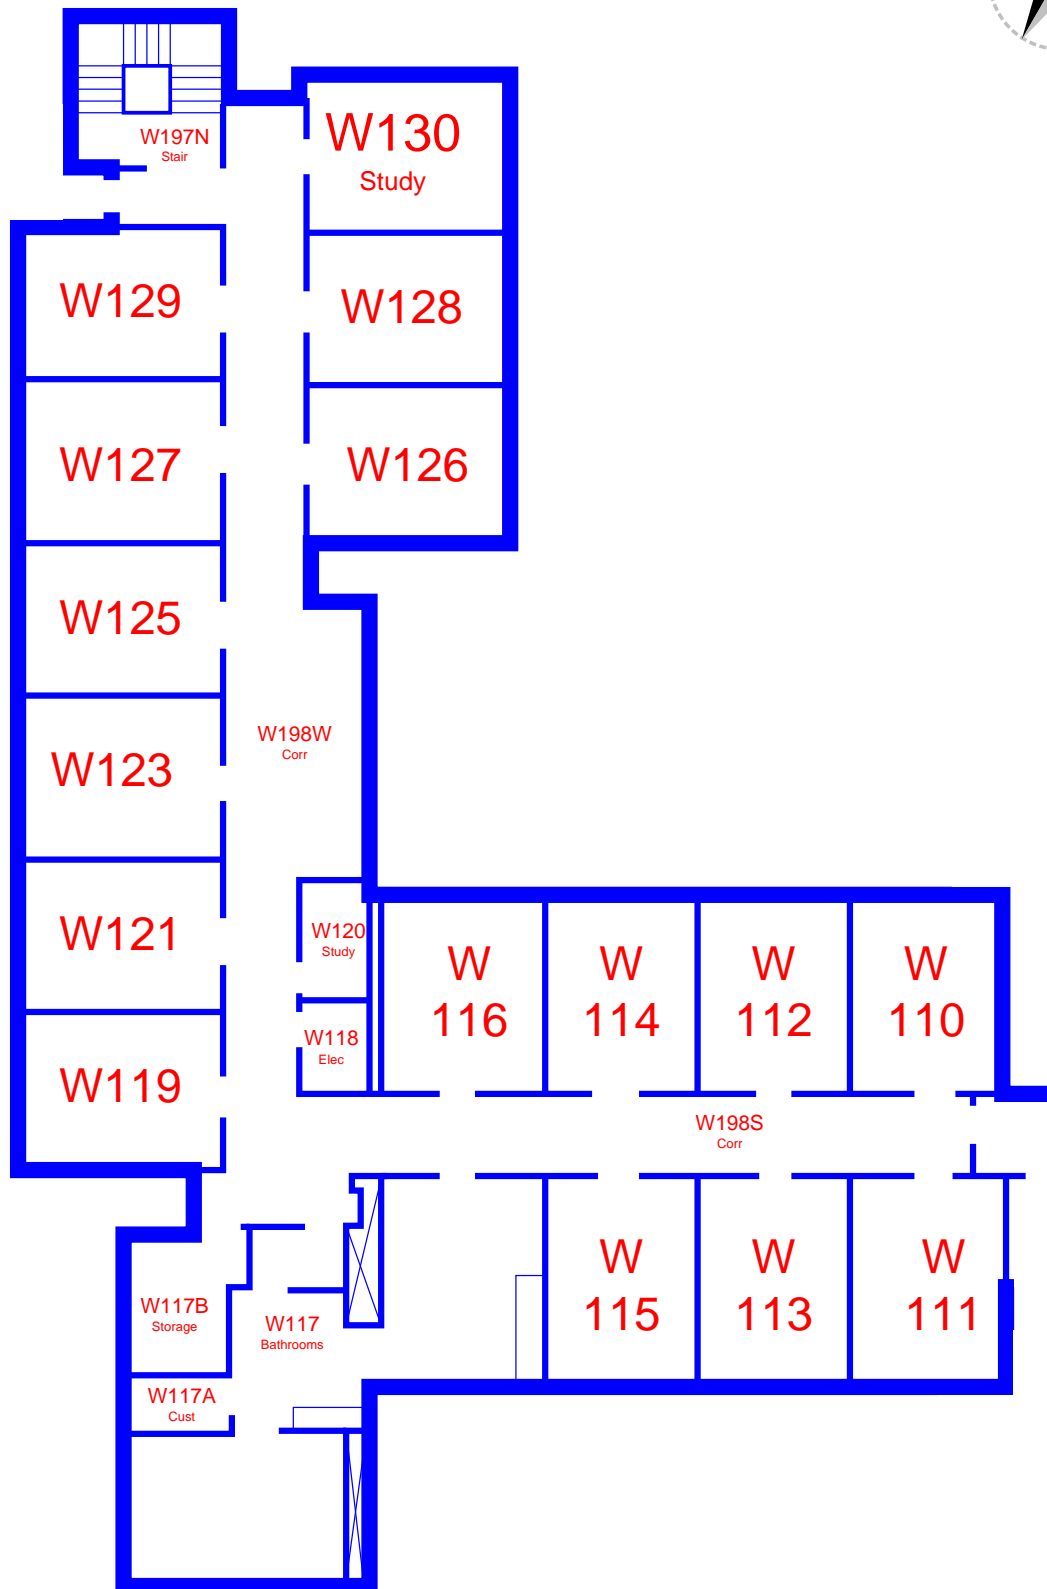 W197N
Stair
W130
Study
W129
W128
W127
W126
W125
W198W
Corr
W123
W121
W120
Study
W118
Elec
W119
W
116
W
114
W
112
W
110
W198S
Corr
W117B
Storage
W117
Bathrooms
W117A
Cust
W
115
W
113
W
111